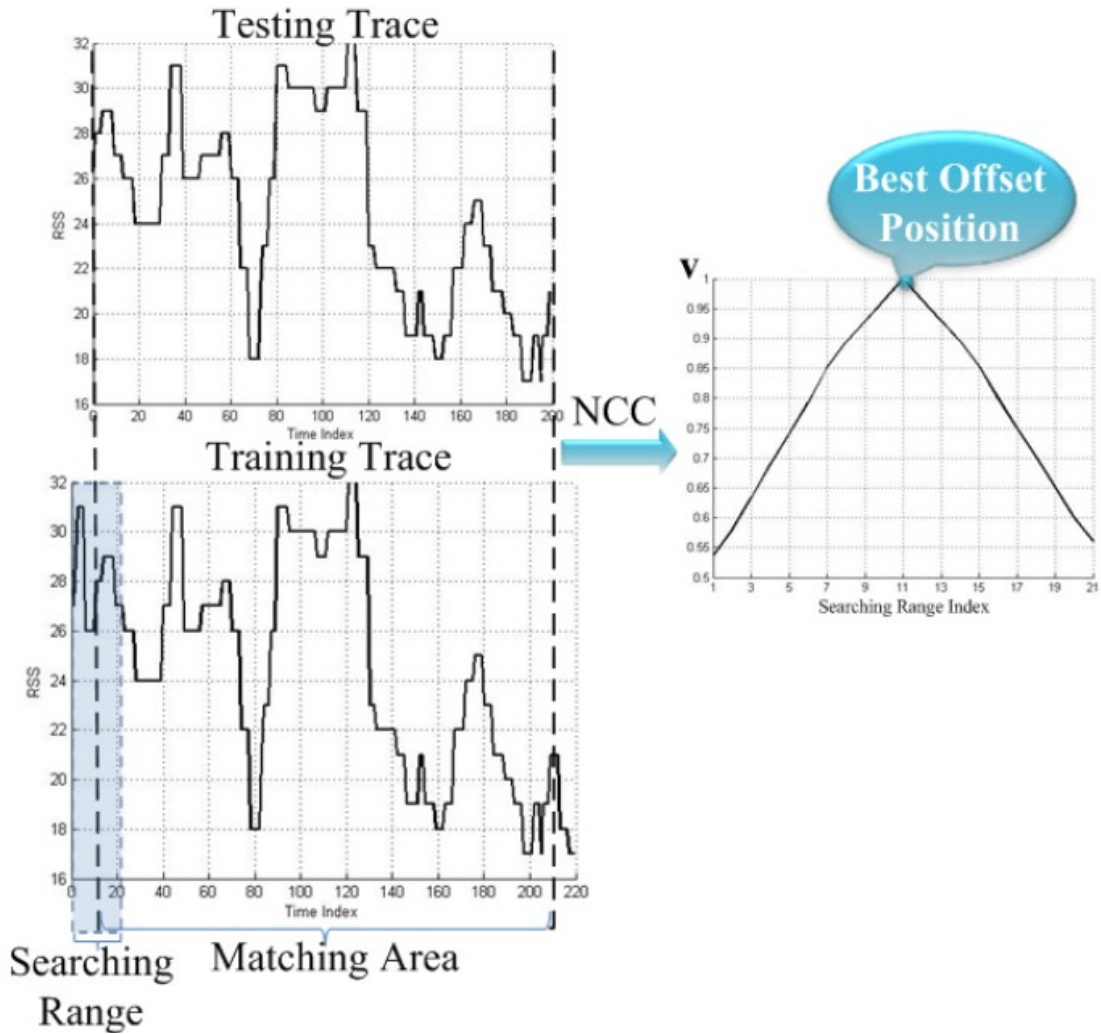 Testing Trace
32
30
28
26
24
22
20
18
16
RSS
0 20 40 60 80 100 120 140 160 180 200
Time Index
Training Trace
32
30
28
26
24
22
20
18
16
RSS
0 20 40 60 80 100 120 140 160 180 200 220
Time Index
Searching
Range
Matching Area
NCC
Best Offset
Position
v
1
0.95
0.9
0.85
0.8
0.75
0.7
0.65
0.6
0.55
0.5
1 3 5 7 9 11 13 15 17 19 21
Searching Range Index